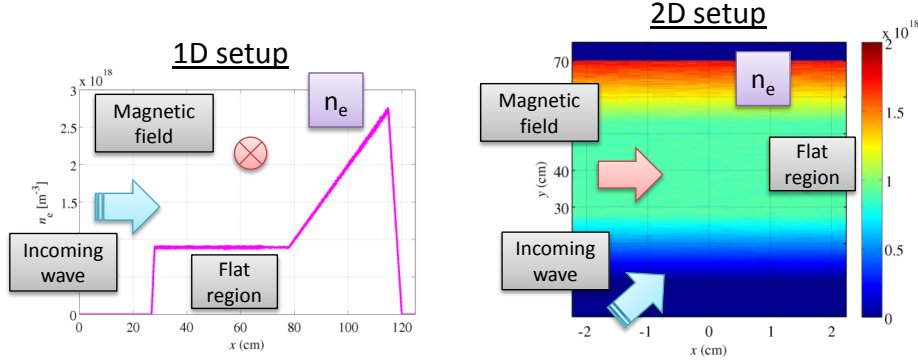 1D setup
x 10^18
3
2.5
2
1.5
1
0.5
0
n_e [m^-3]
0
20
40
60
80
100
120
x (cm)
Magnetic
field
n_e
Incoming
wave
Flat
region
2D setup
x 10^18
2
1.5
1
0.5
0
70
40
30
y (cm)
-2
-1
0
1
2
x (cm)
n_e
Magnetic
field
Flat
region
Incoming
wave